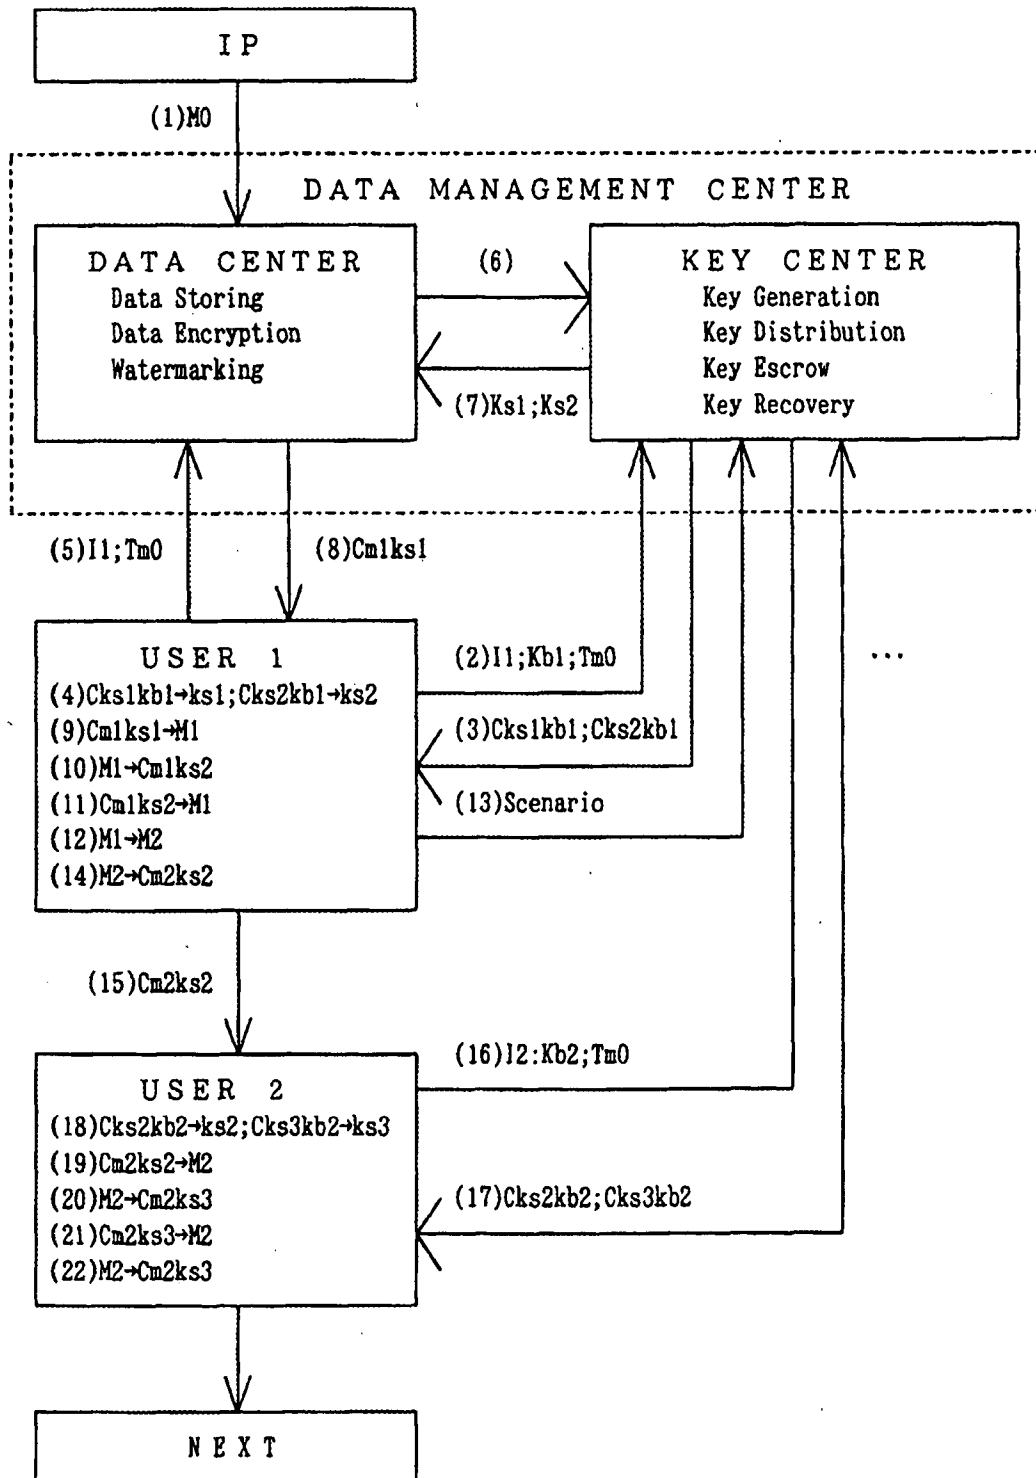 IP
(1)M0
DATA MANAGEMENT CENTER
DATA CENTER
Data Storing
Data Encryption
Watermarking
(6)
(7)Ks1;Ks2
KEY CENTER
Key Generation
Key Distribution
Key Escrow
Key Recovery
(5)I1;Tm0
(8)Cm1ks1
USER 1
(4)Cks1kb1→ks1;Cks2kb1→ks2
(9)Cm1ks1→M1
(10)M1→Cm1ks2
(11)Cm1ks2→M1
(12)M1→M2
(14)M2→Cm2ks2
(2)I1;Kb1;Tm0
(3)Cks1kb1;Cks2kb1
(13)Scenario
...
(15)Cm2ks2
USER 2
(18)Cks2kb2→ks2;Cks3kb2→ks3
(19)Cm2ks2→M2
(20)M2→Cm2ks3
(21)Cm2ks3→M2
(22)M2→Cm2ks3
(16)I2:Kb2;Tm0
(17)Cks2kb2;Cks3kb2
NEXT